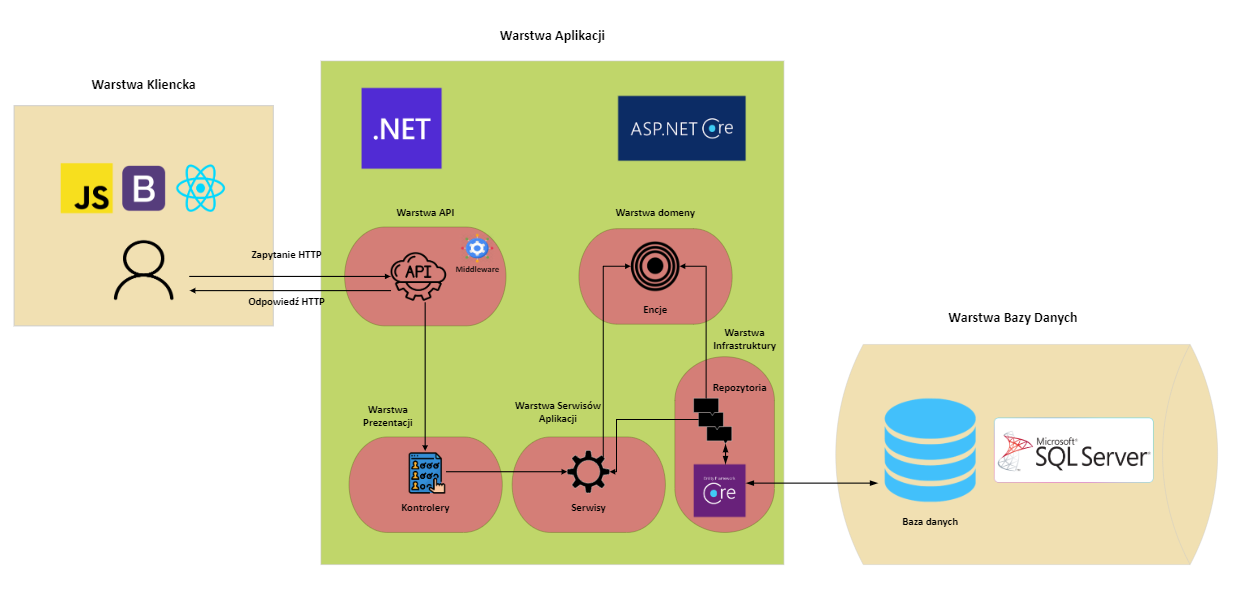 Warstwa Aplikacji
Warstwa Kliencka
.NET
ASP.NET Core
JS
B
Warstwa API
Warstwa domeny
Zapytanie HTTP
API
Middleware
Odpowiedź HTTP
Encje
Warstwa
Infrastruktury
Warstwa Bazy Danych
Repozytoria
Warstwa
Prezentacji
Warstwa Serwisów
Aplikacji
Kontrolery
Serwisy
Entity Framework
Core
Microsoft®
SQL Server®
Baza danych